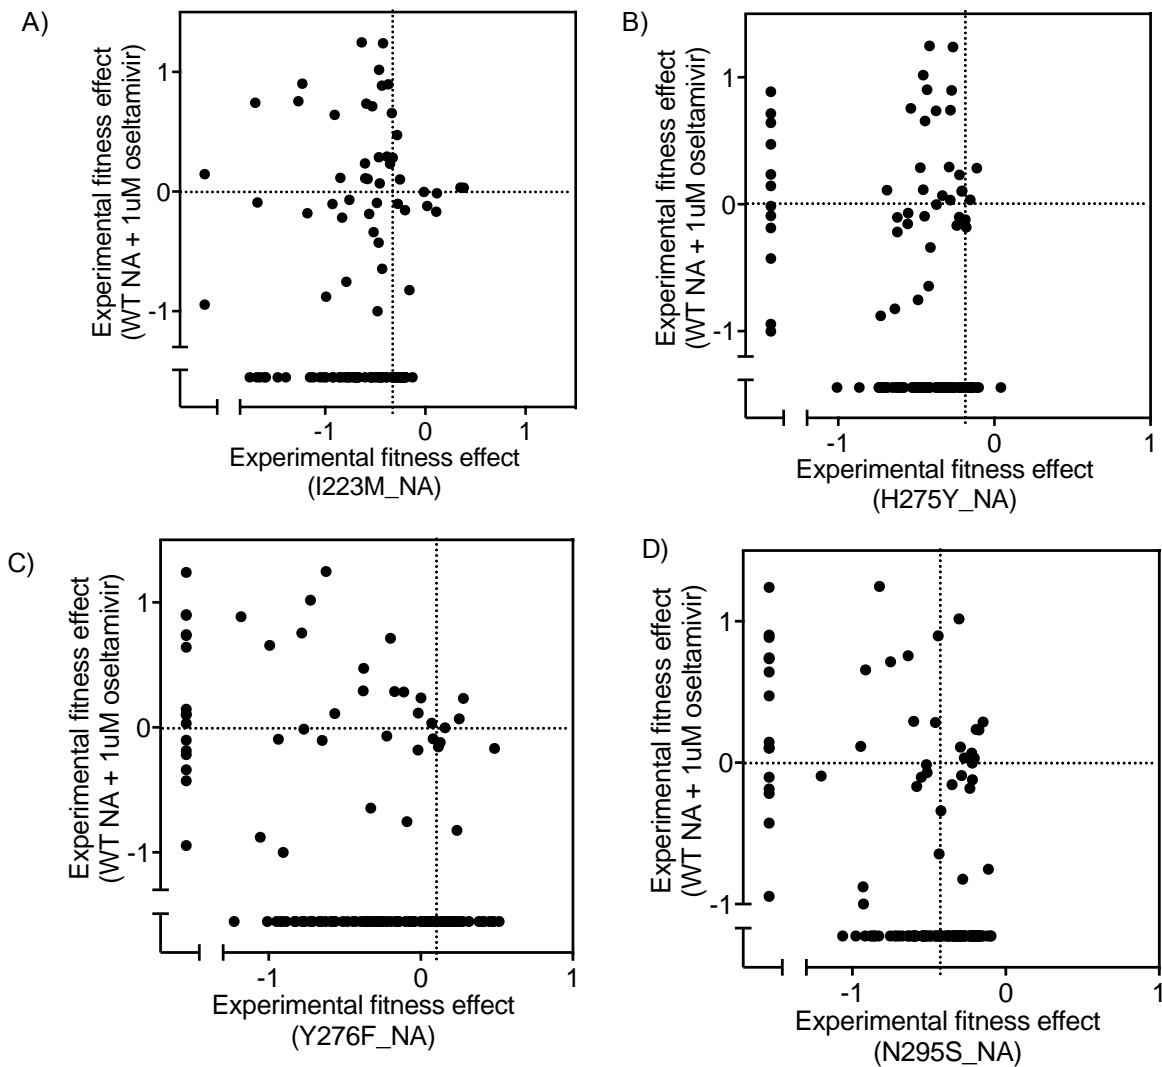 A)
Experimental fitness effect
(WT NA + 1uM oseltamivir)
1
0
-1
-1 0 1
Experimental fitness effect
(I223M_NA)
B)
Experimental fitness effect
(WT NA + 1uM oseltamivir)
1
0
-1
-1 0 1
Experimental fitness effect
(H275Y_NA)
C)
Experimental fitness effect
(WT NA + 1uM oseltamivir)
1
0
-1
-1 0 1
Experimental fitness effect
(Y276F_NA)
D)
Experimental fitness effect
(WT NA + 1uM oseltamivir)
1
0
-1
-1 0 1
Experimental fitness effect
(N295S_NA)